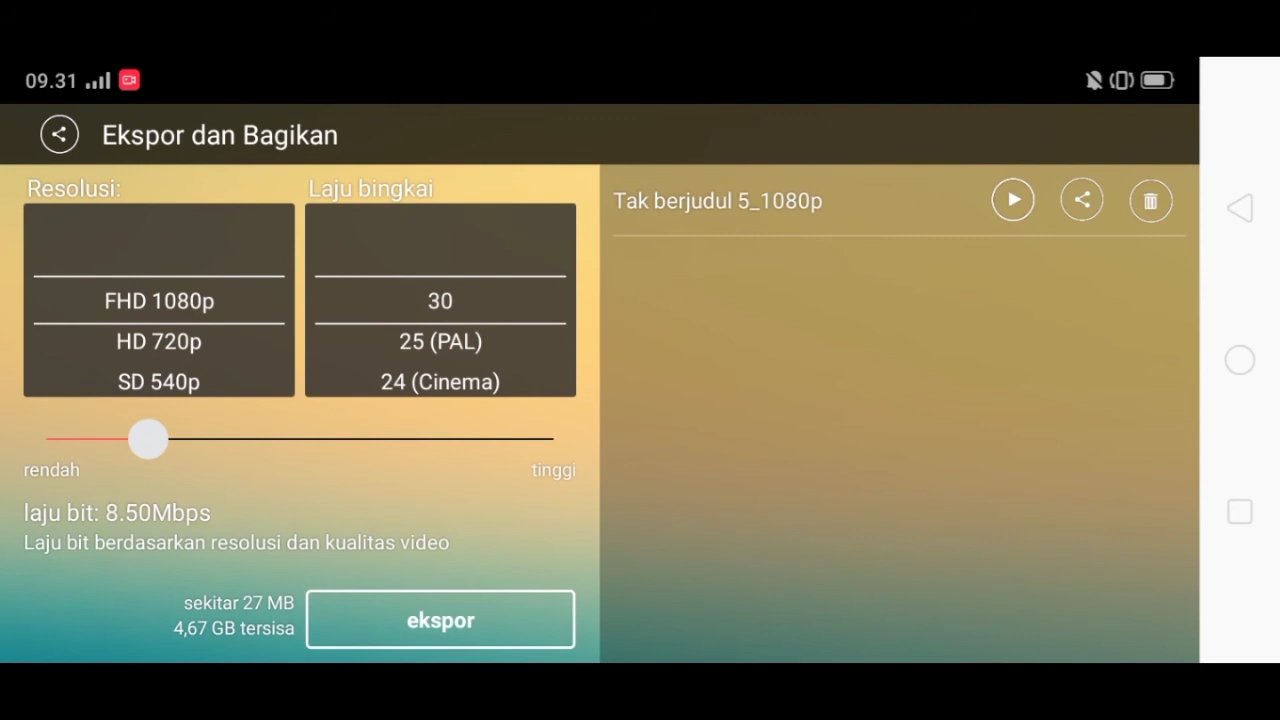 09.31
Ekspor dan Bagikan
Resolusi:
FHD 1080p
HD 720p
SD 540p
Laju bingkai
30
25 (PAL)
24 (Cinema)
rendah
tinggi
laju bit: 8.50Mbps
Laju bit berdasarkan resolusi dan kualitas video
sekitar 27 MB
4,67 GB tersisa
ekspor
Tak berjudul 5_1080p